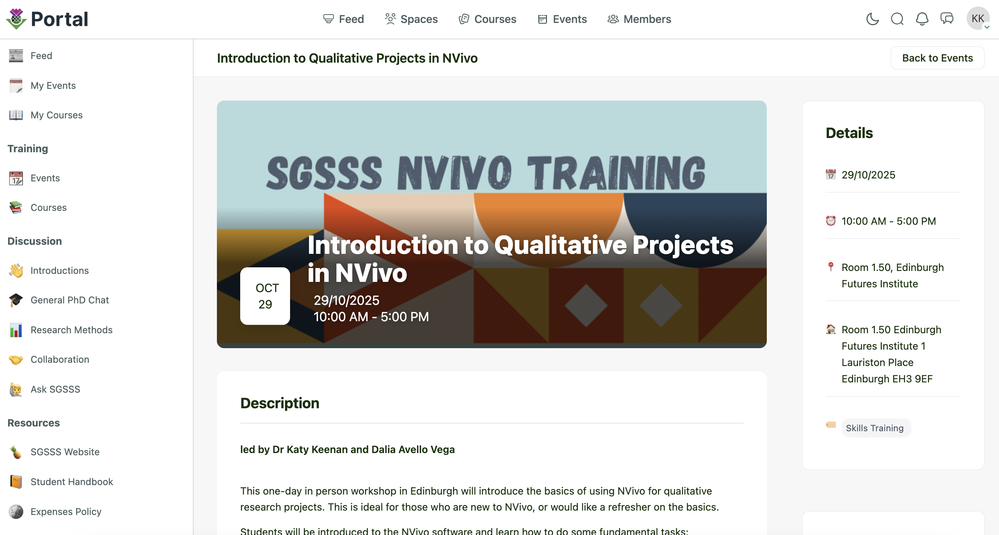 Portal
Feed
Spaces
Courses
Events
Members
KK
Feed
My Events
My Courses
Training
JUL
17
Events
Courses
Discussion
Introductions
General PhD Chat
Research Methods
Collaboration
Ask SGSSS
Resources
SGSSS Website
Student Handbook
Expenses Policy
Introduction to Qualitative Projects in NVivo
Back to Events
SGSSS NVIVO TRAINING
Introduction to Qualitative Projects
in NVivo
OCT
29
29/10/2025
10:00 AM - 5:00 PM
Description
led by Dr Katy Keenan and Dalia Avello Vega
This one-day in person workshop in Edinburgh will introduce the basics of using NVivo for qualitative
research projects. This is ideal for those who are new to NVivo, or would like a refresher on the basics.
Students will be introduced to the NVivo software and learn how to do some fundamental tasks:
Details
17
29/10/2025
10:00 AM - 5:00 PM
Room 1.50, Edinburgh
Futures Institute
Room 1.50 Edinburgh
Futures Institute 1
Lauriston Place
Edinburgh EH3 9EF
Skills Training